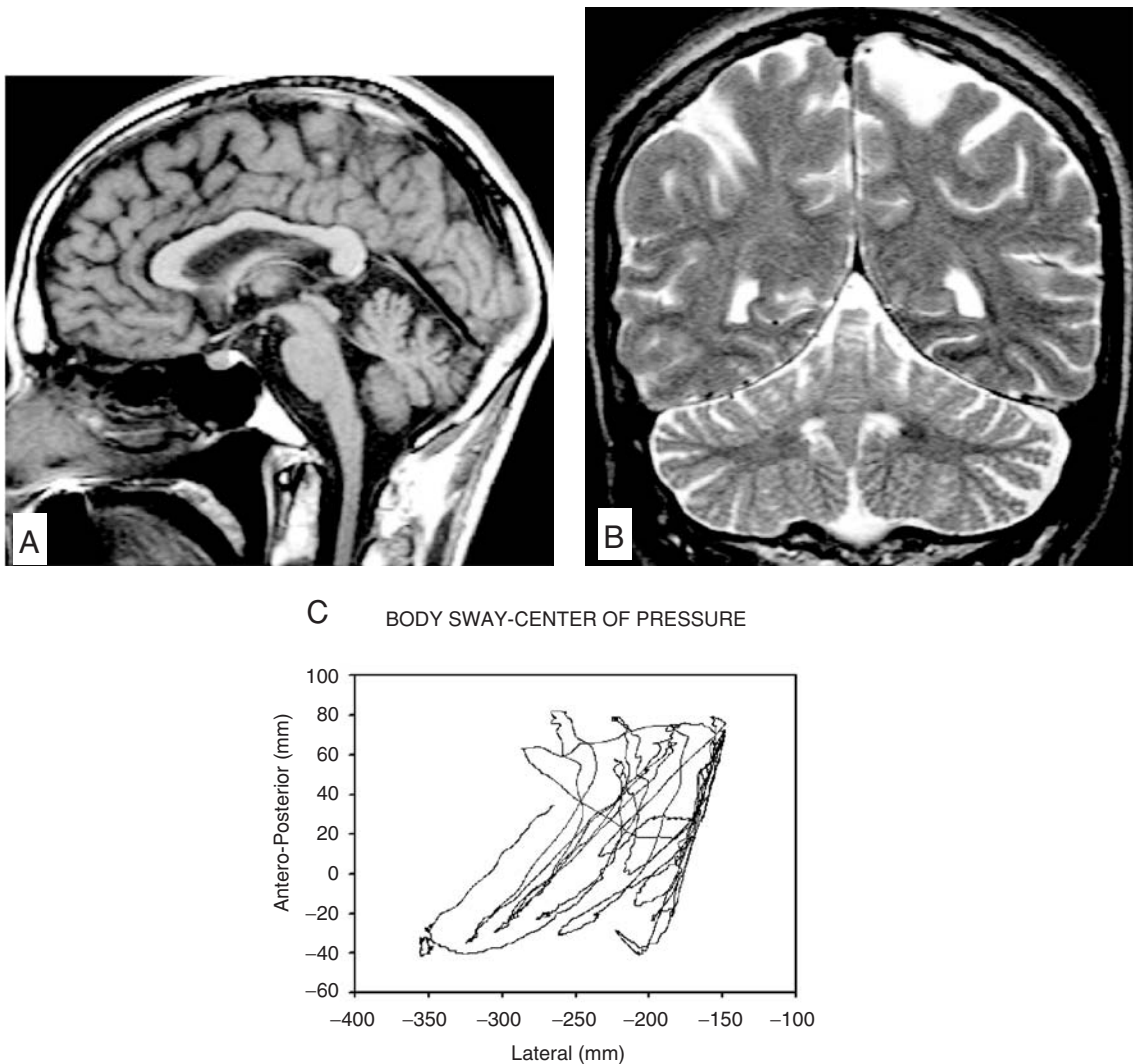 A
B
C
BODY SWAY-CENTER OF PRESSURE
Antero-Posterior (mm)
100
80
60
40
20
0
−20
−40
−60
−400
−350
−300
−250
−200
−150
−100
Lateral (mm)